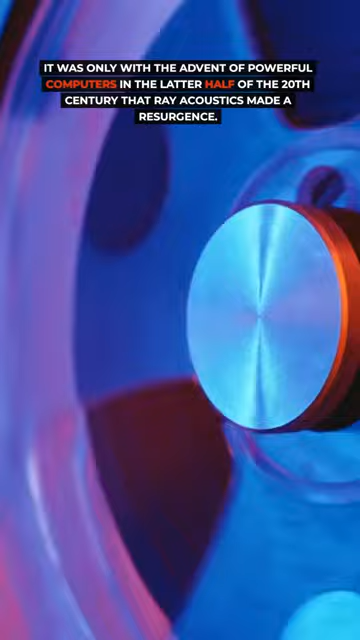 IT WAS ONLY WITH THE ADVENT OF POWERFUL
COMPUTERS IN THE LATTER HALF OF THE 20TH
CENTURY THAT RAY ACOUSTICS MADE A
RESURGENCE.